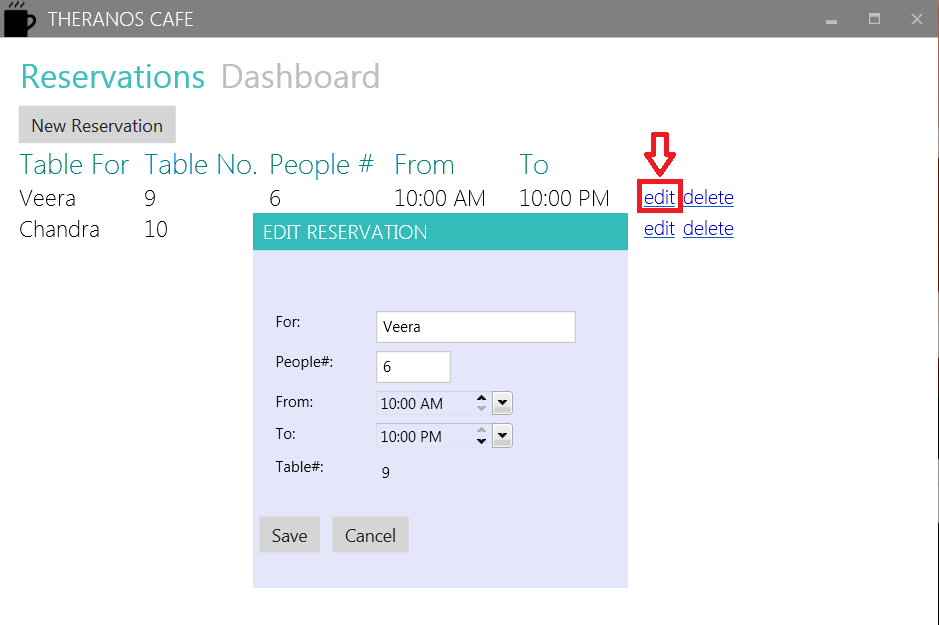 THERANOS CAFE
Reservations Dashboard
New Reservation
Table For Table No. People # From To
Veera 9 6 10:00 AM 10:00 PM edit delete
Chandra 10 edit delete
EDIT RESERVATION
For: Veera
People#: 6
From: 10:00 AM
To: 10:00 PM
Table#: 9
Save Cancel